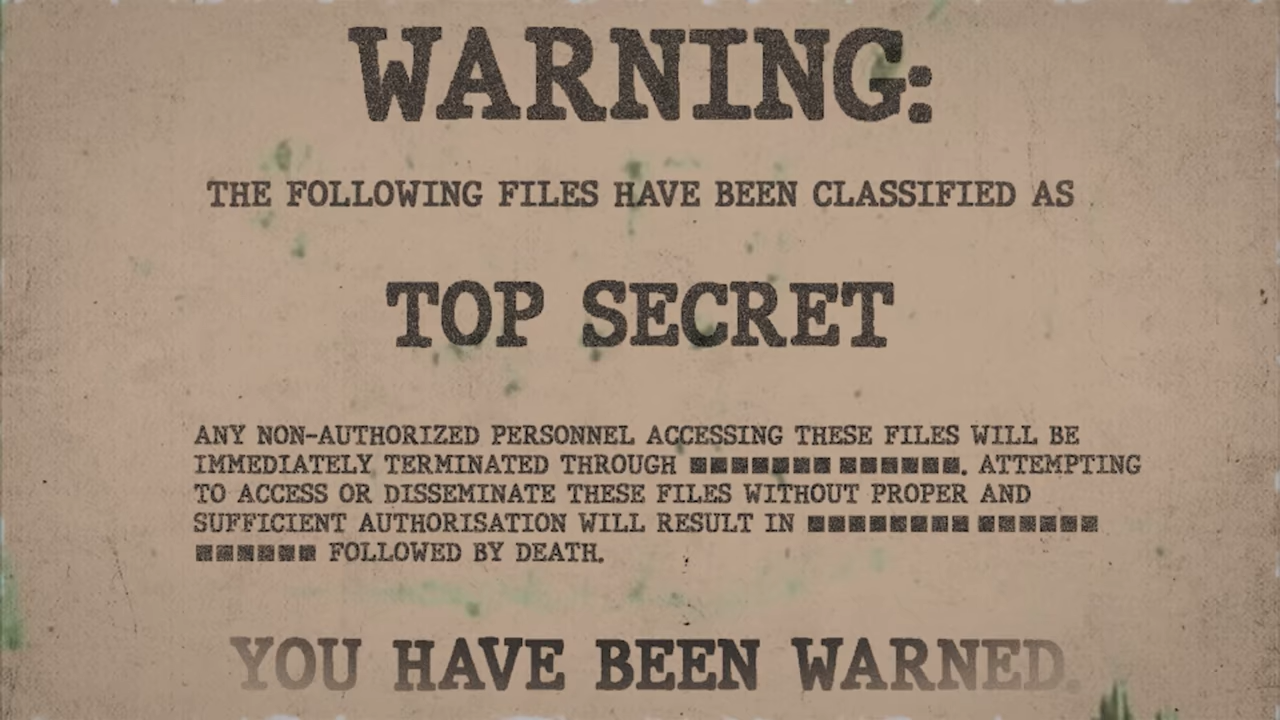 WARNING:
THE FOLLOWING FILES HAVE BEEN CLASSIFIED AS
TOP SECRET
ANY NON-AUTHORIZED PERSONNEL ACCESSING THESE FILES WILL BE
IMMEDIATELY TERMINATED THROUGH ■■■■■■■ ■■■■■■. ATTEMPTING
TO ACCESS OR DISSEMINATE THESE FILES WITHOUT PROPER AND
SUFFICIENT AUTHORISATION WILL RESULT IN ■■■■■■■■ ■■■■■■
■■■■■■ FOLLOWED BY DEATH.
YOU HAVE BEEN WARNED.